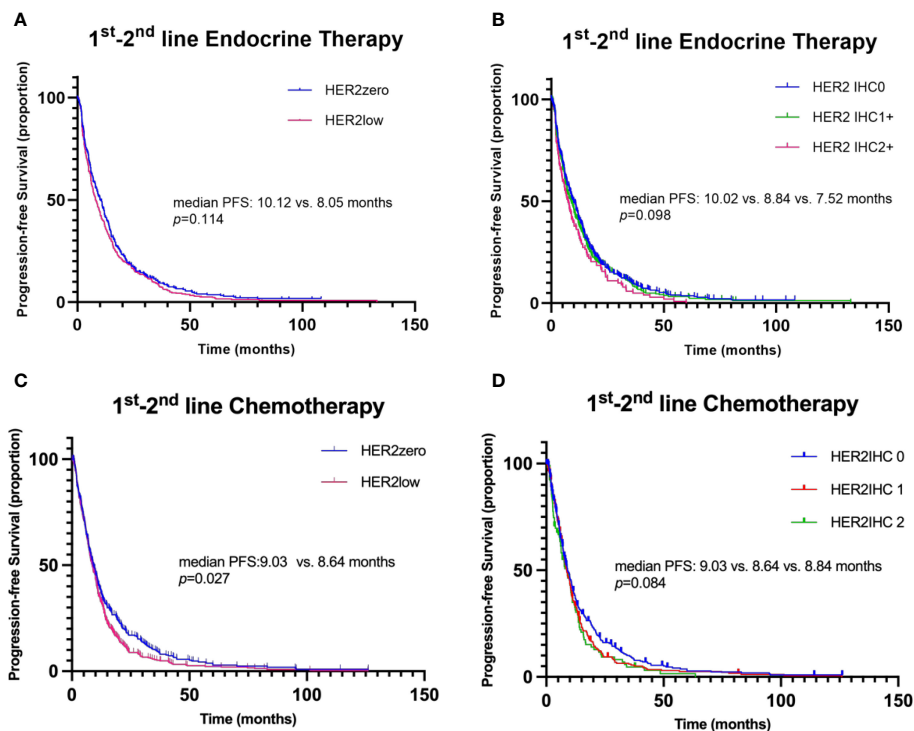 A
1st-2nd line Endocrine Therapy
Progression-free Survival (proportion)
100
50
0
0
50
100
150
Time (months)
HER2zero
HER2low
median PFS: 10.12 vs. 8.05 months
p=0.114
B
1st-2nd line Endocrine Therapy
Progression-free Survival (proportion)
100
50
0
0
50
100
150
Time (months)
HER2 IHC0
HER2 IHC1+
HER2 IHC2+
median PFS: 10.02 vs. 8.84 vs. 7.52 months
p=0.098
C
1st-2nd line Chemotherapy
Progression-free Survival (proportion)
100
50
0
0
50
100
150
Time (months)
HER2zero
HER2low
median PFS:9.03 vs. 8.64 months
p=0.027
D
1st-2nd line Chemotherapy
Progression-free Survival (proportion)
100
50
0
0
50
100
150
Time (months)
HER2IHC 0
HER2IHC 1
HER2IHC 2
median PFS: 9.03 vs. 8.64 vs. 8.84 months
p=0.084